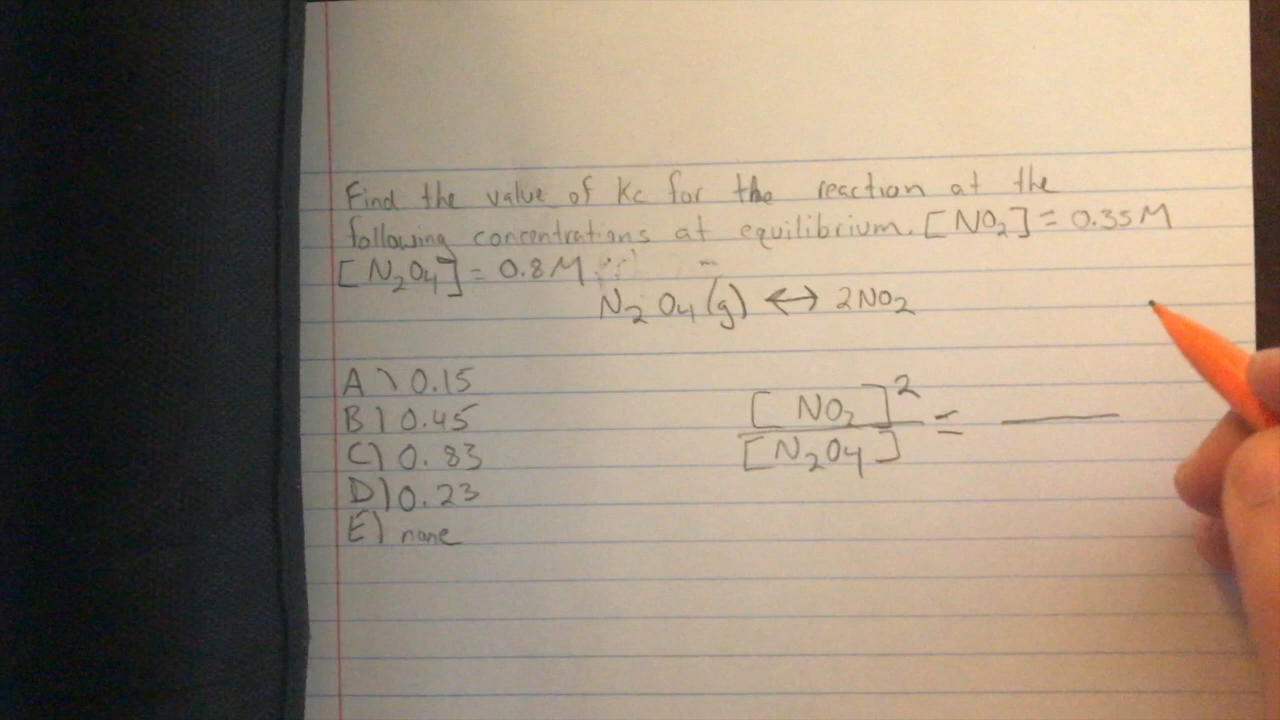 Find the value of Kc for the reaction at the
following concentrations at equilibrium. [NO₂] = 0.35M
[N₂O₄] = 0.8M
N₂O₄(g) ↔ 2NO₂
A) 0.15
B) 0.45
C) 0.83
D) 0.23
E) none
[NO₂]² =
[N₂O₄]